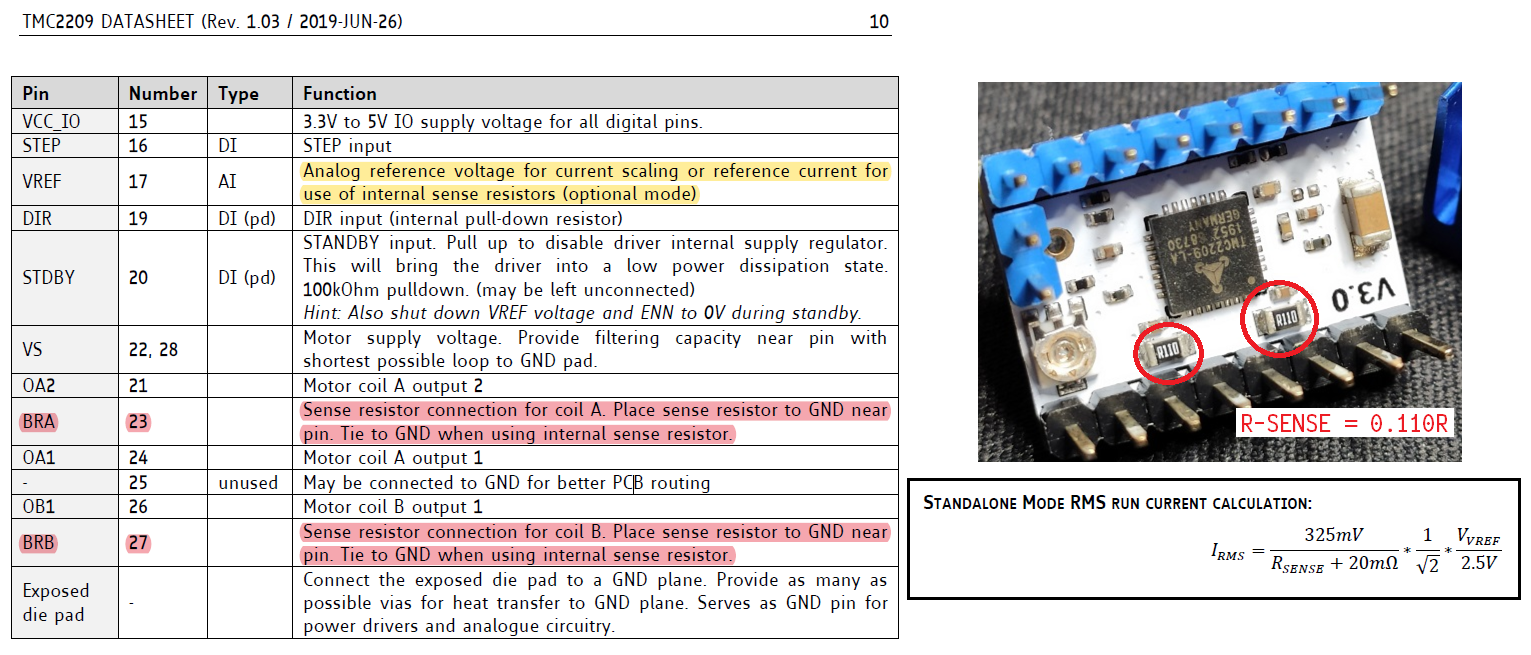 TMC2209 DATASHEET (Rev. 1.03 / 2019-JUN-26) 10
Pin Number Type Function
VCC_IO 15 3.3V to 5V IO supply voltage for all digital pins.
STEP 16 DI STEP input
VREF 17 AI Analog reference voltage for current scaling or reference current for
use of internal sense resistors (optional mode)
DIR 19 DI (pd) DIR input (internal pull-down resistor)
STDBY 20 DI (pd) STANDBY input. Pull up to disable driver internal supply regulator.
This will bring the driver into a low power dissipation state.
100kOhm pulldown. (may be left unconnected)
Hint: Also shut down VREF voltage and ENN to 0V during standby.
VS 22, 28 Motor supply voltage. Provide filtering capacity near pin with
shortest possible loop to GND pad.
OA2 21 Motor coil A output 2
BRA 23 Sense resistor connection for coil A. Place sense resistor to GND near
pin. Tie to GND when using internal sense resistor.
OA1 24 Motor coil A output 1
- 25 unused May be connected to GND for better PCB routing
OB1 26 Motor coil B output 1
BRB 27 Sense resistor connection for coil B. Place sense resistor to GND near
pin. Tie to GND when using internal sense resistor.
Exposed die pad - Connect the exposed die pad to a GND plane. Provide as many as
possible vias for heat transfer to GND plane. Serves as GND pin for
power drivers and analogue circuitry.
TMC2209-LA
1952
GERMANY
V3.0
R110
R110
R-SENSE = 0.110R
STANDALONE MODE RMS RUN CURRENT CALCULATION:
I_RMS = 325mV / (R_SENSE + 20mΩ) * 1/√2 * V_VREF / 2.5V